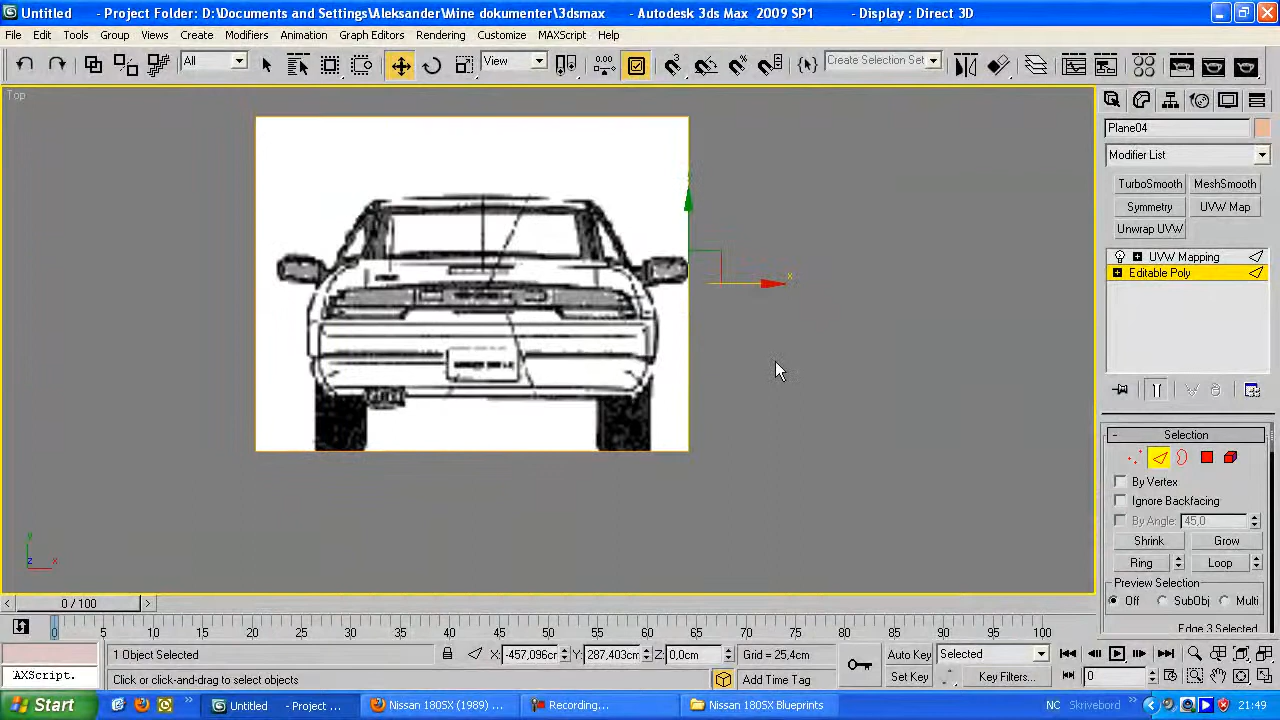 Untitled - Project Folder: D:\Documents and Settings\Aleksander\Mine dokumenter\3dsmax - Autodesk 3ds Max 2009 SP1 - Display : Direct 3D
File Edit Tools Group Views Create Modifiers Animation Graph Editors Rendering Customize MAXScript Help
All View 0.00 Create Selection Set
Top
Plane04
Modifier List
TurboSmooth MeshSmooth
Symmetry UVW Map
Unwrap UVW
UVW Mapping
Editable Poly
x
- Selection
By Vertex
Ignore Backfacing
By Angle: 45,0
Shrink Grow
Ring Loop
Preview Selection
Off SubObj Multi
Edge 3 Selected
y
z x
< 0 / 100 >
0 5 10 15 20 25 30 35 40 45 50 55 60 65 70 75 80 85 90 95 100
1 Object Selected X: -457,096cr Y: 287,403cm Z: 0,0cm Grid = 25,4cm Auto Key Selected
'AXScript. Click or click-and-drag to select objects Add Time Tag Set Key Key Filters... 0
Start Untitled - Project ... Nissan 180SX (1989) ... Recording... Nissan 180SX Blueprints NC Skrivebord 21:49